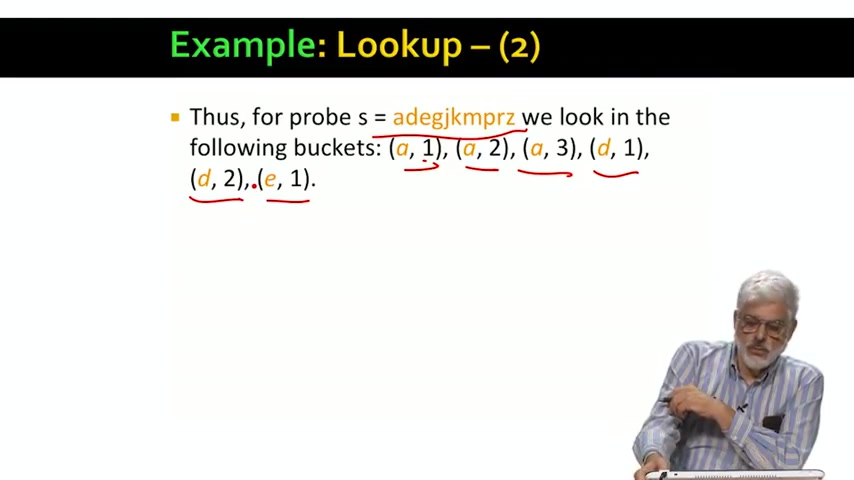 Example: Lookup – (2)
Thus, for probe s = adegjkmprz we look in the
following buckets: (a, 1), (a, 2), (a, 3), (d, 1),
(d, 2), (e, 1).